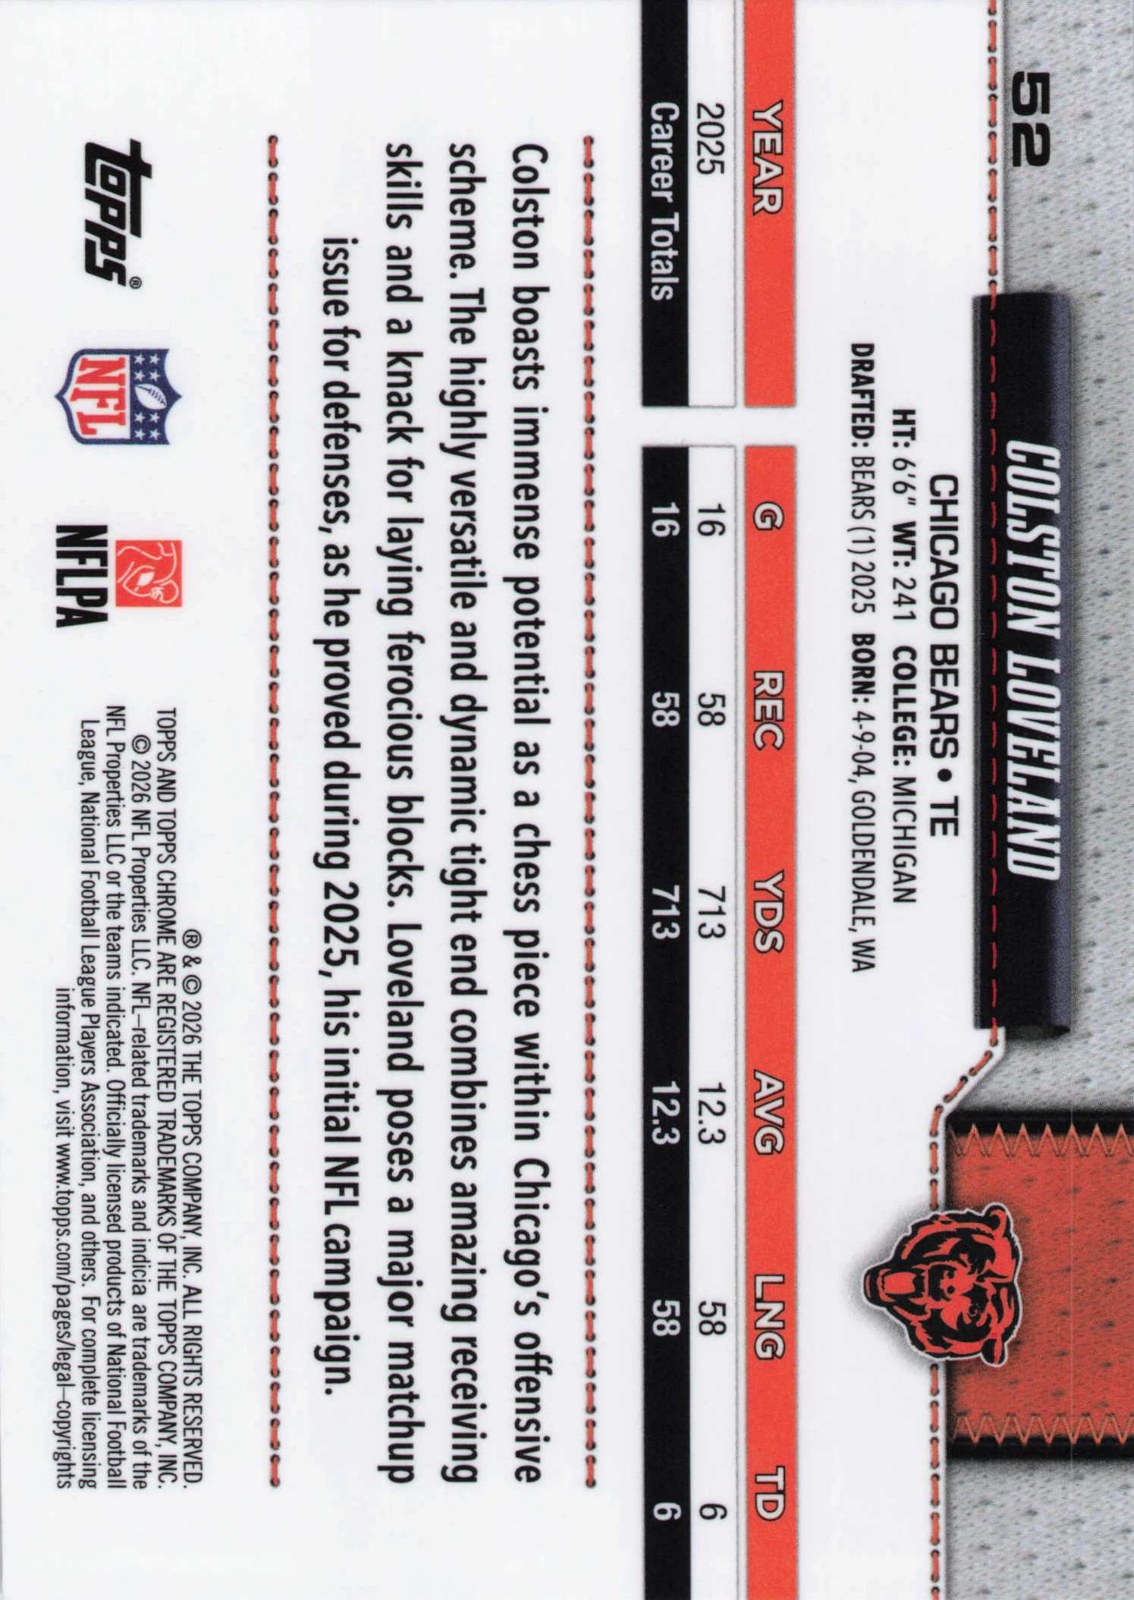 52
COLSTON LOVELAND
CHICAGO BEARS • TE
HT: 6'6" WT: 241 COLLEGE: MICHIGAN
DRAFTED: BEARS (1) 2025 BORN: 4-9-04, GOLDENDALE, WA
YEAR G REC YDS AVG LNG TD
2025 16 58 713 12.3 58 6
Career Totals 16 58 713 12.3 58 6
Colston boasts immense potential as a chess piece within Chicago's offensive
scheme. The highly versatile and dynamic tight end combines amazing receiving
skills and a knack for laying ferocious blocks. Loveland poses a major matchup
issue for defenses, as he proved during 2025, his initial NFL campaign.
topps®
NFL
NFLPA
® & © 2026 THE TOPPS COMPANY, INC. ALL RIGHTS RESERVED.
TOPPS AND TOPPS CHROME ARE REGISTERED TRADEMARKS OF THE TOPPS COMPANY, INC.
© 2026 NFL Properties LLC. NFL-related trademarks and indicia are trademarks of the
NFL Properties LLC or the teams indicated. Officially licensed products of National Football
League, National Football League Players Association, and others. For complete licensing
information, visit www.topps.com/pages/legal-copyrights